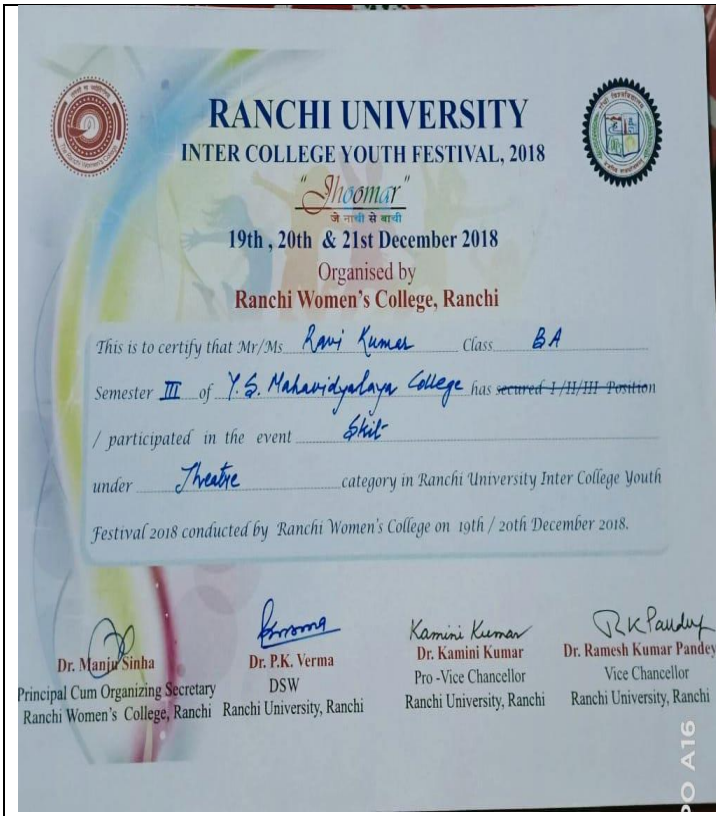 RANCHI UNIVERSITY
INTER COLLEGE YOUTH FESTIVAL, 2018
"Jhoomar"
जे नाची से बाची
19th , 20th & 21st December 2018
Organised by
Ranchi Women's College, Ranchi
This is to certify that Mr/Ms Ravi Kumar Class BA
Semester III of Y.S. Mahavidyalaya College has secured I /II/III Position
/ participated in the event Skit
under Theatre category in Ranchi University Inter College Youth
Festival 2018 conducted by Ranchi Women's College on 19th / 20th December 2018.
Kamini Kumar RK Pandey
Dr. Manju Sinha Dr. P.K. Verma Dr. Kamini Kumar Dr. Ramesh Kumar Pandey
Principal Cum Organizing Secretary DSW Pro -Vice Chancellor Vice Chancellor
Ranchi Women's College, Ranchi Ranchi University, Ranchi Ranchi University, Ranchi Ranchi University, Ranchi
The Ranchi Women's College
PO A16